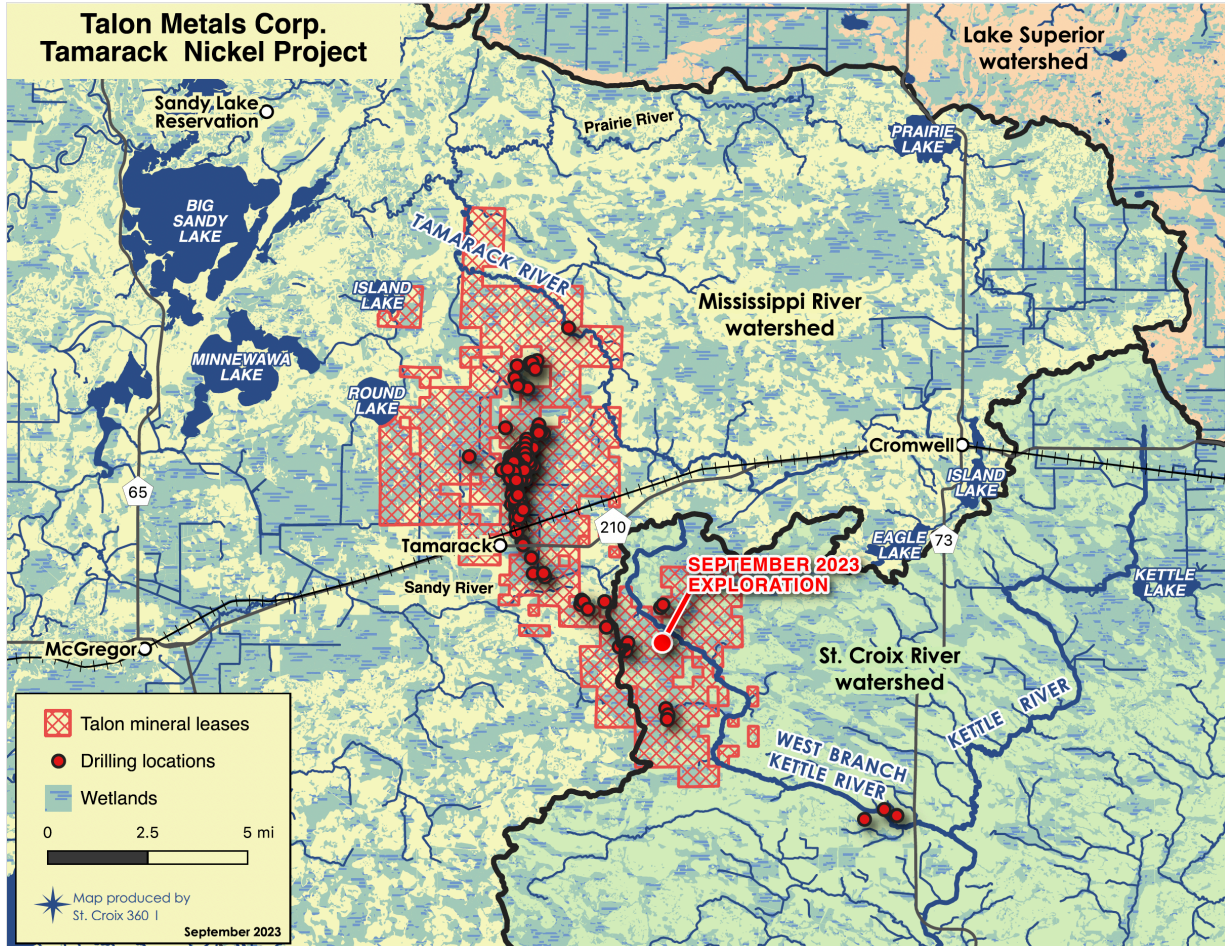 Talon Metals Corp.
Tamarack Nickel Project
Lake Superior
watershed
Sandy Lake
Reservation
Prairie River
PRAIRIE
LAKE
BIG
SANDY
LAKE
TAMARACK RIVER
ISLAND
LAKE
Mississippi River
watershed
MINNEWAWA
LAKE
ROUND
LAKE
Cromwell
ISLAND
LAKE
65
210
73
EAGLE
LAKE
Tamarack
SEPTEMBER 2023
EXPLORATION
KETTLE
LAKE
Sandy River
McGregor
St. Croix River
watershed
KETTLE RIVER
WEST BRANCH
KETTLE RIVER
Talon mineral leases
Drilling locations
Wetlands
0 2.5 5 mi
Map produced by
St. Croix 360 I
September 2023